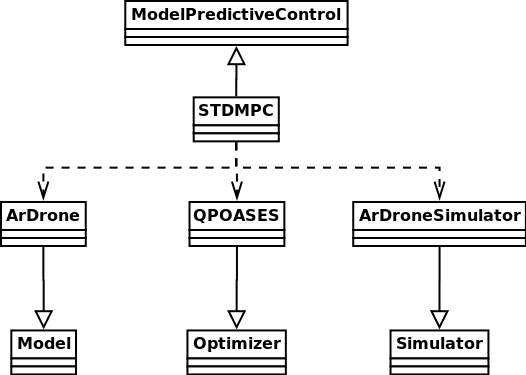 ModelPredictiveControl
STDMPC
ArDrone
QPOASES
ArDroneSimulator
Model
Optimizer
Simulator